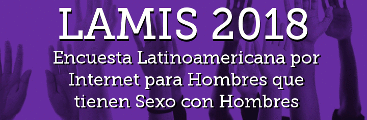 LAMIS 2018
Encuesta Latinoamericana por
Internet para Hombres que
tienen Sexo con Hombres